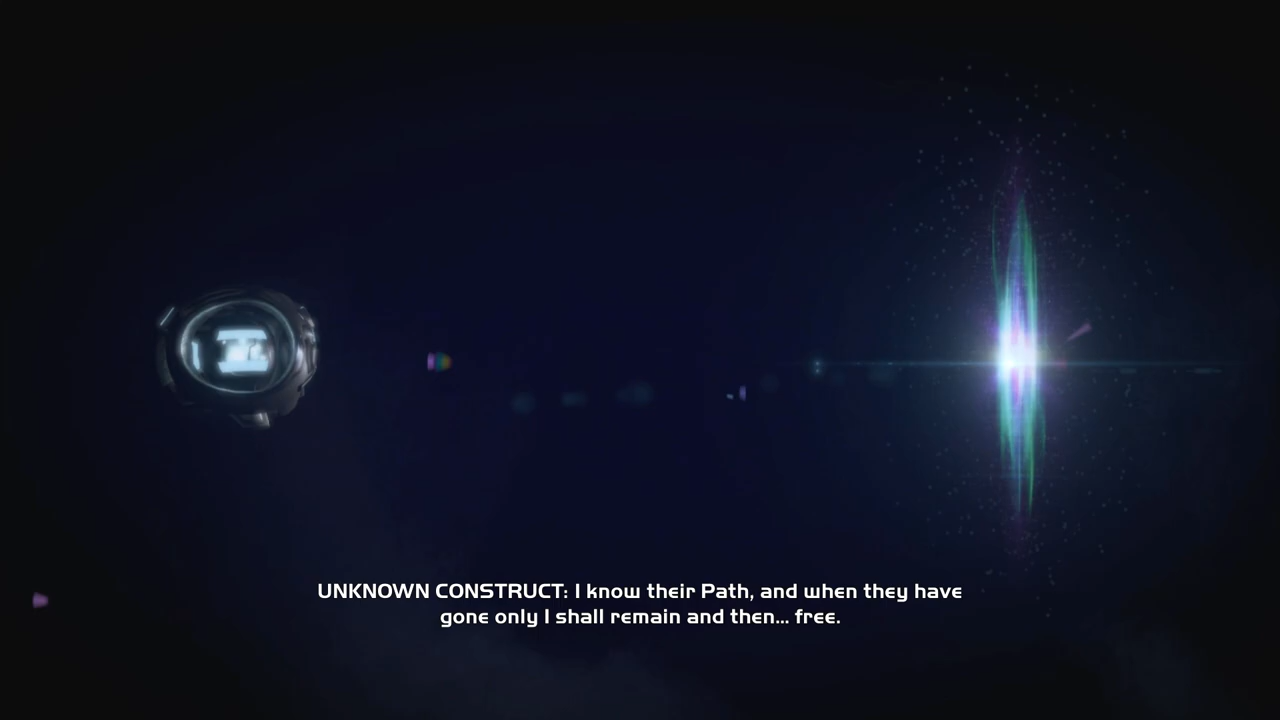 UNKNOWN CONSTRUCT: I know their Path, and when they have
gone only I shall remain and then... free.